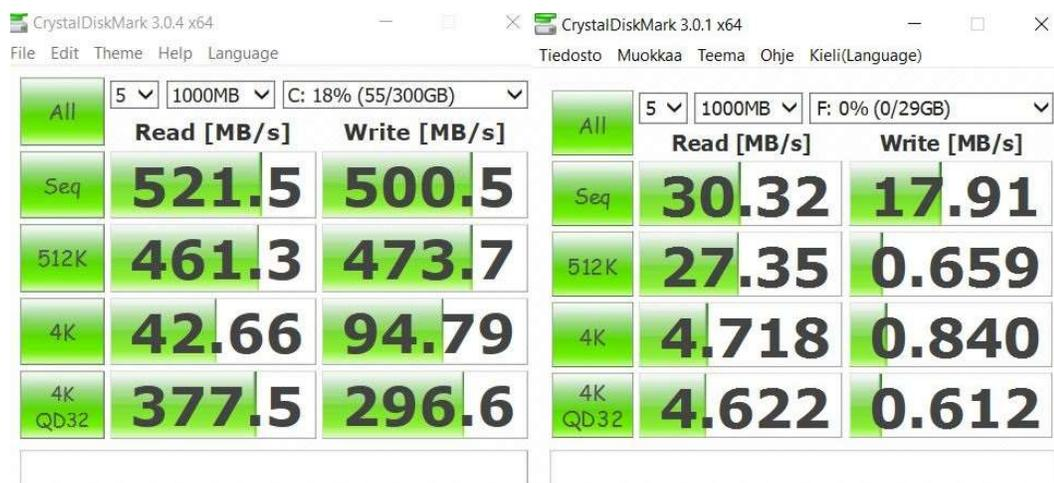 CrystalDiskMark 3.0.4 x64
File Edit Theme Help Language
All
5 1000MB C: 18% (55/300GB)
Read [MB/s] Write [MB/s]
Seq 521.5 500.5
512K 461.3 473.7
4K 42.66 94.79
4K QD32 377.5 296.6
CrystalDiskMark 3.0.1 x64
Tiedosto Muokkaa Teema Ohje Kieli(Language)
All
5 1000MB F: 0% (0/29GB)
Read [MB/s] Write [MB/s]
Seq 30.32 17.91
512K 27.35 0.659
4K 4.718 0.840
4K QD32 4.622 0.612